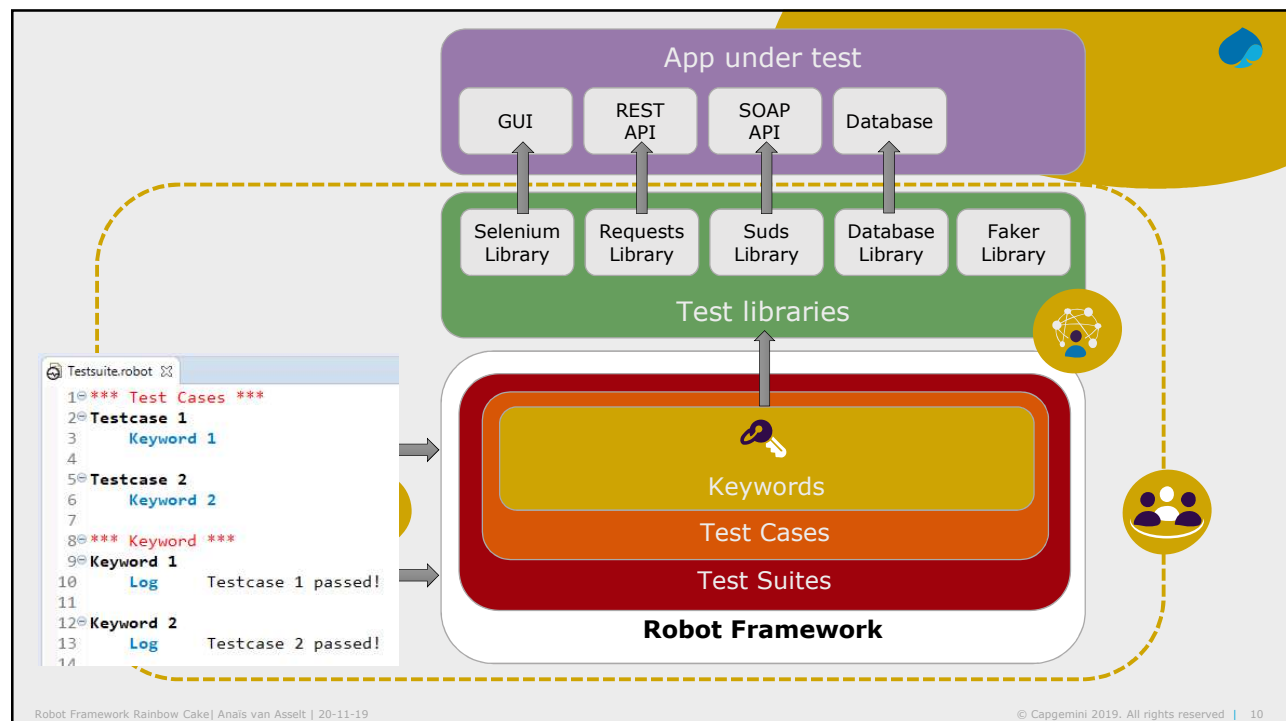 App under test
GUI
REST
API
SOAP
API
Database
Selenium
Library
Requests
Library
Suds
Library
Database
Library
Faker
Library
Test libraries
Testsuite.robot
1 *** Test Cases ***
2 Testcase 1
3 Keyword 1
4
5 Testcase 2
6 Keyword 2
7
8 *** Keyword ***
9 Keyword 1
10 Log Testcase 1 passed!
11
12 Keyword 2
13 Log Testcase 2 passed!
14
Keywords
Test Cases
Test Suites
Robot Framework
Robot Framework Rainbow Cake| Anaïs van Asselt | 20-11-19
© Capgemini 2019. All rights reserved | 10